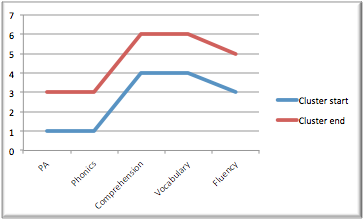 7
6
5
4
3
2
1
0
PA
Phonics
Comprehension
Vocabulary
Fluency
Cluster start
Cluster end